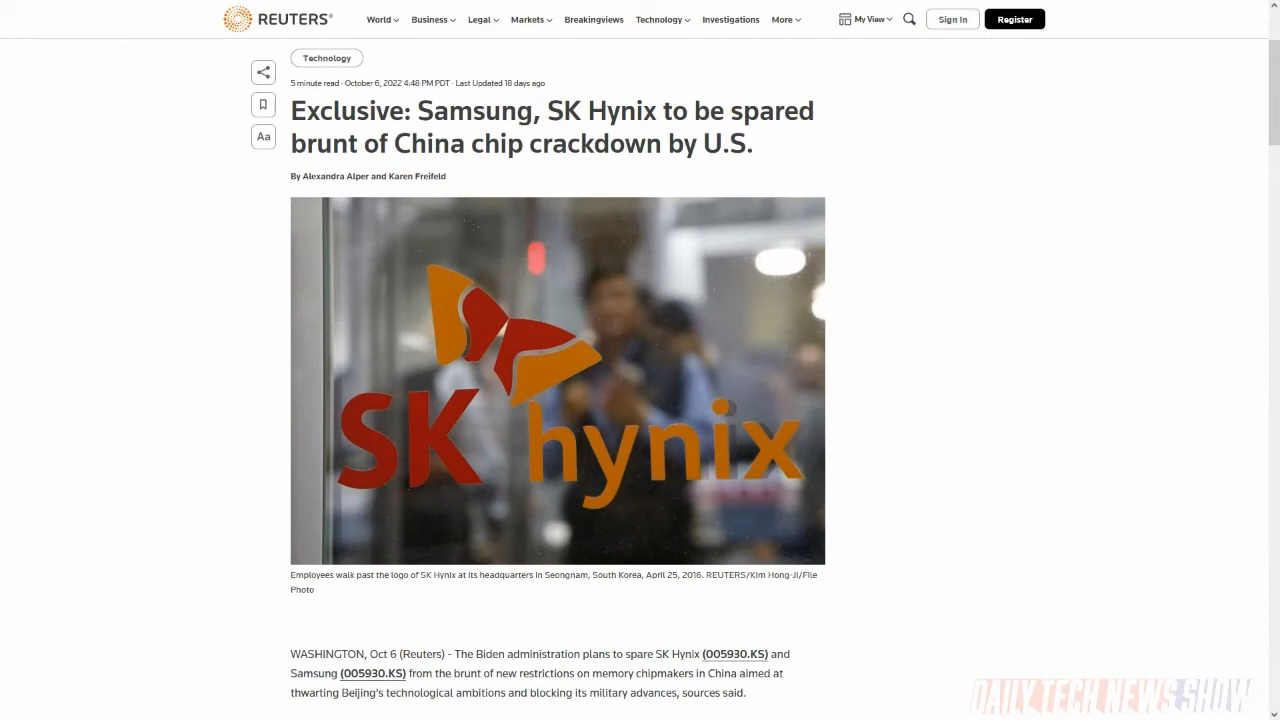 REUTERS®
World Business Legal Markets Breakingviews Technology Investigations More My View Sign In Register
Technology
5 minute read · October 6, 2022 4:48 PM PDT · Last Updated 18 days ago
Exclusive: Samsung, SK Hynix to be spared
brunt of China chip crackdown by U.S.
Aa
By Alexandra Alper and Karen Freifeld
SK hynix
Employees walk past the logo of SK Hynix at its headquarters in Seongnam, South Korea, April 25, 2016. REUTERS/Kim Hong-Ji/File
Photo
WASHINGTON, Oct 6 (Reuters) - The Biden administration plans to spare SK Hynix (005930.KS) and
Samsung (005930.KS) from the brunt of new restrictions on memory chipmakers in China aimed at
thwarting Beijing's technological ambitions and blocking its military advances, sources said.
DAILY TECH NEWS SHOW